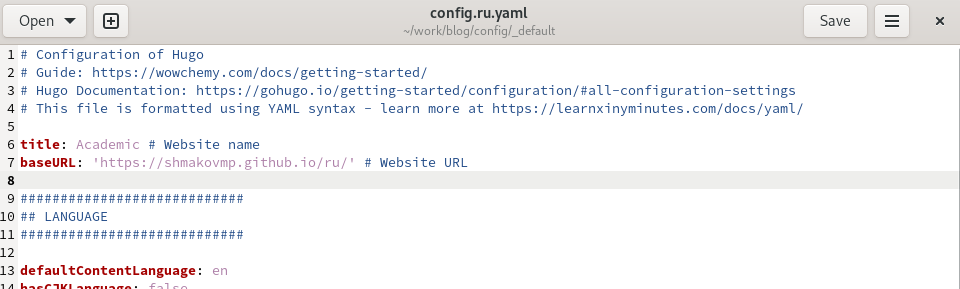 Open
config.ru.yaml
~/work/blog/config/_default
Save
1 # Configuration of Hugo
2 # Guide: https://wowchemy.com/docs/getting-started/
3 # Hugo Documentation: https://gohugo.io/getting-started/configuration/#all-configuration-settings
4 # This file is formatted using YAML syntax - learn more at https://learnxinyminutes.com/docs/yaml/
5
6 title: Academic # Website name
7 baseURL: 'https://shmakovmp.github.io/ru/' # Website URL
8
9 ############################
10 ## LANGUAGE
11 ############################
12
13 defaultContentLanguage: en
14 hasCJKLanguage: false